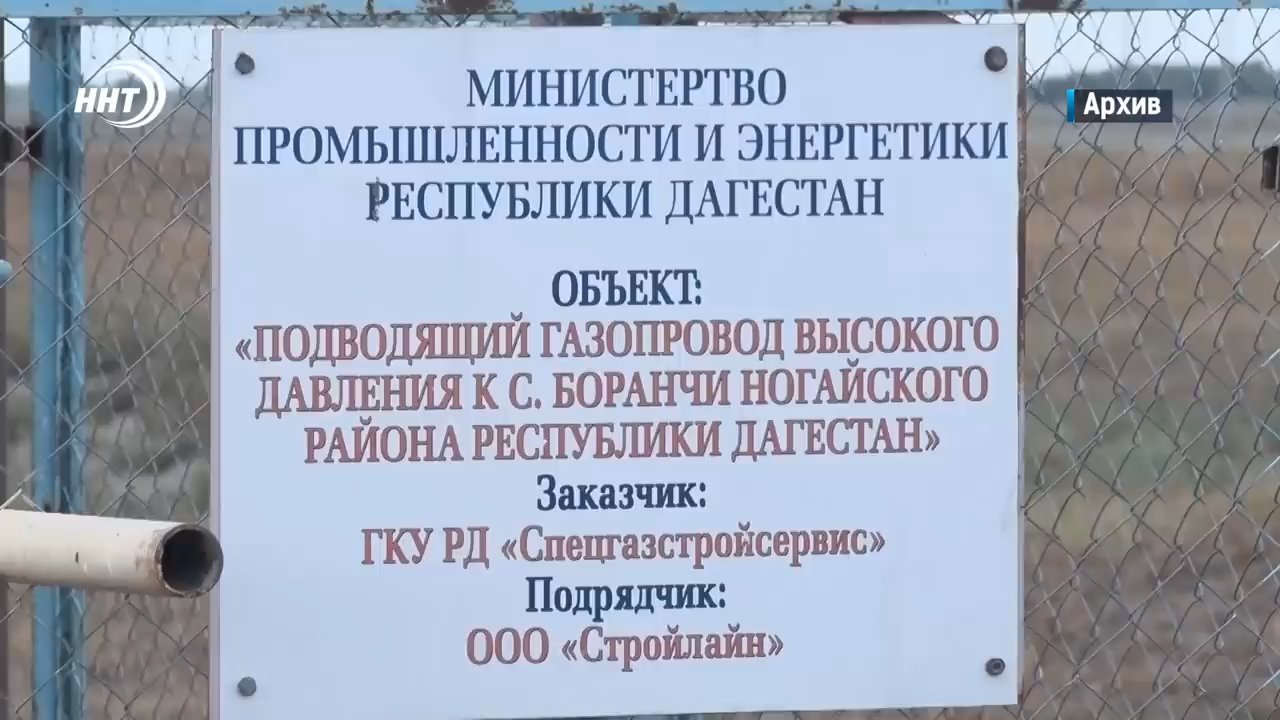 ННТ
Архив
МИНИСТЕРТВО
ПРОМЫШЛЕННОСТИ И ЭНЕРГЕТИКИ
РЕСПУБЛИКИ ДАГЕСТАН
ОБЪЕКТ:
«ПОДВОДЯЩИЙ ГАЗОПРОВОД ВЫСОКОГО
ДАВЛЕНИЯ К С. БОРАНЧИ НОГАЙСКОГО
РАЙОНА РЕСПУБЛИКИ ДАГЕСТАН»
Заказчик:
ГКУ РД «Спецгазстройсервис»
Подрядчик:
ООО «Стройлайн»